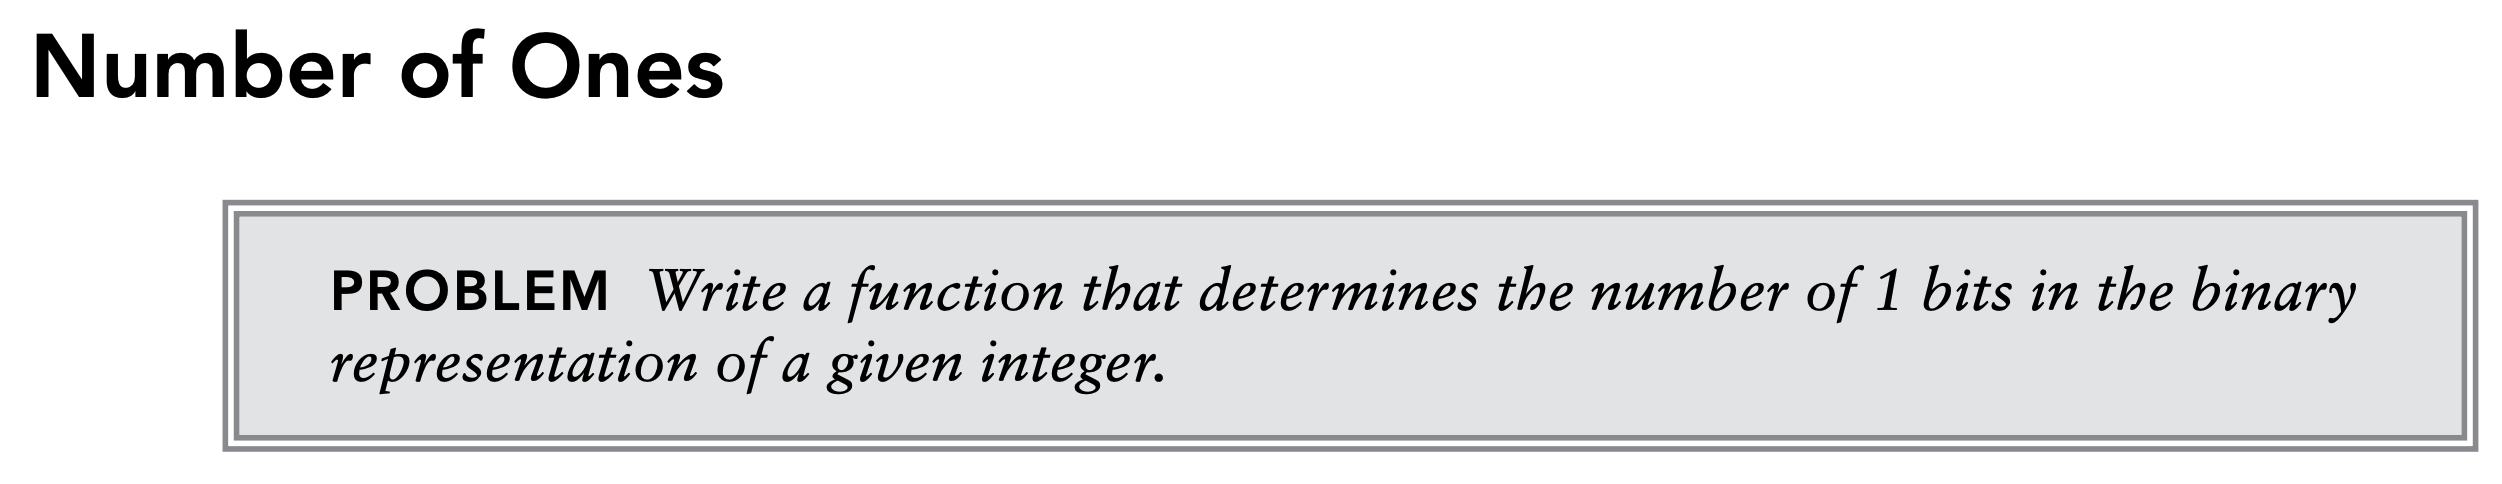 Number of Ones
PROBLEM Write a function that determines the number of 1 bits in the binary
representation of a given integer.